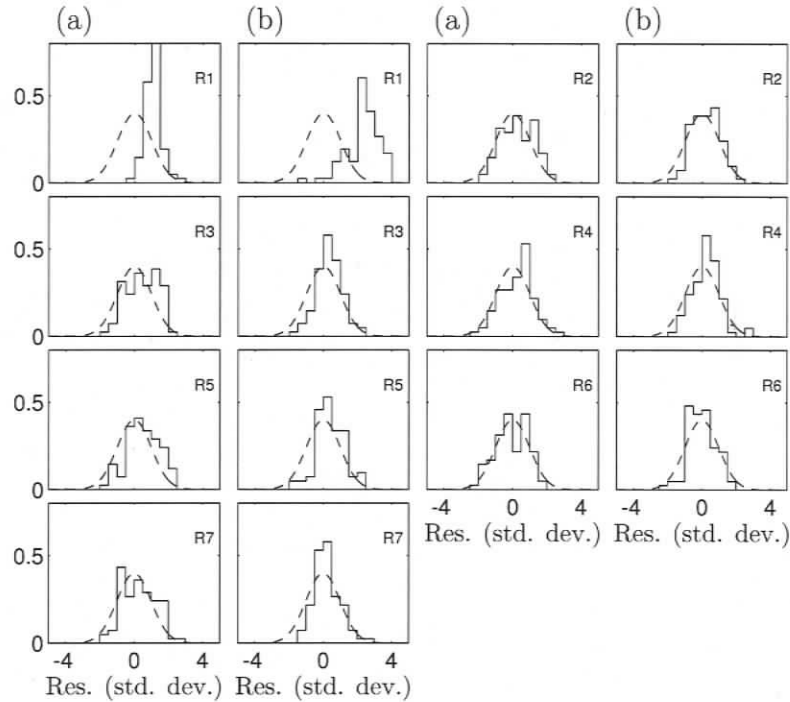 (a) (b) (a) (b)
R1 R1 R2 R2
0.5
0
R3 R3 R4 R4
0.5
0
R5 R5 R6 R6
0.5
0
-4 0 4 -4 0 4
Res. (std. dev.) Res. (std. dev.)
R7 R7
0.5
0
-4 0 4 -4 0 4
Res. (std. dev.) Res. (std. dev.)